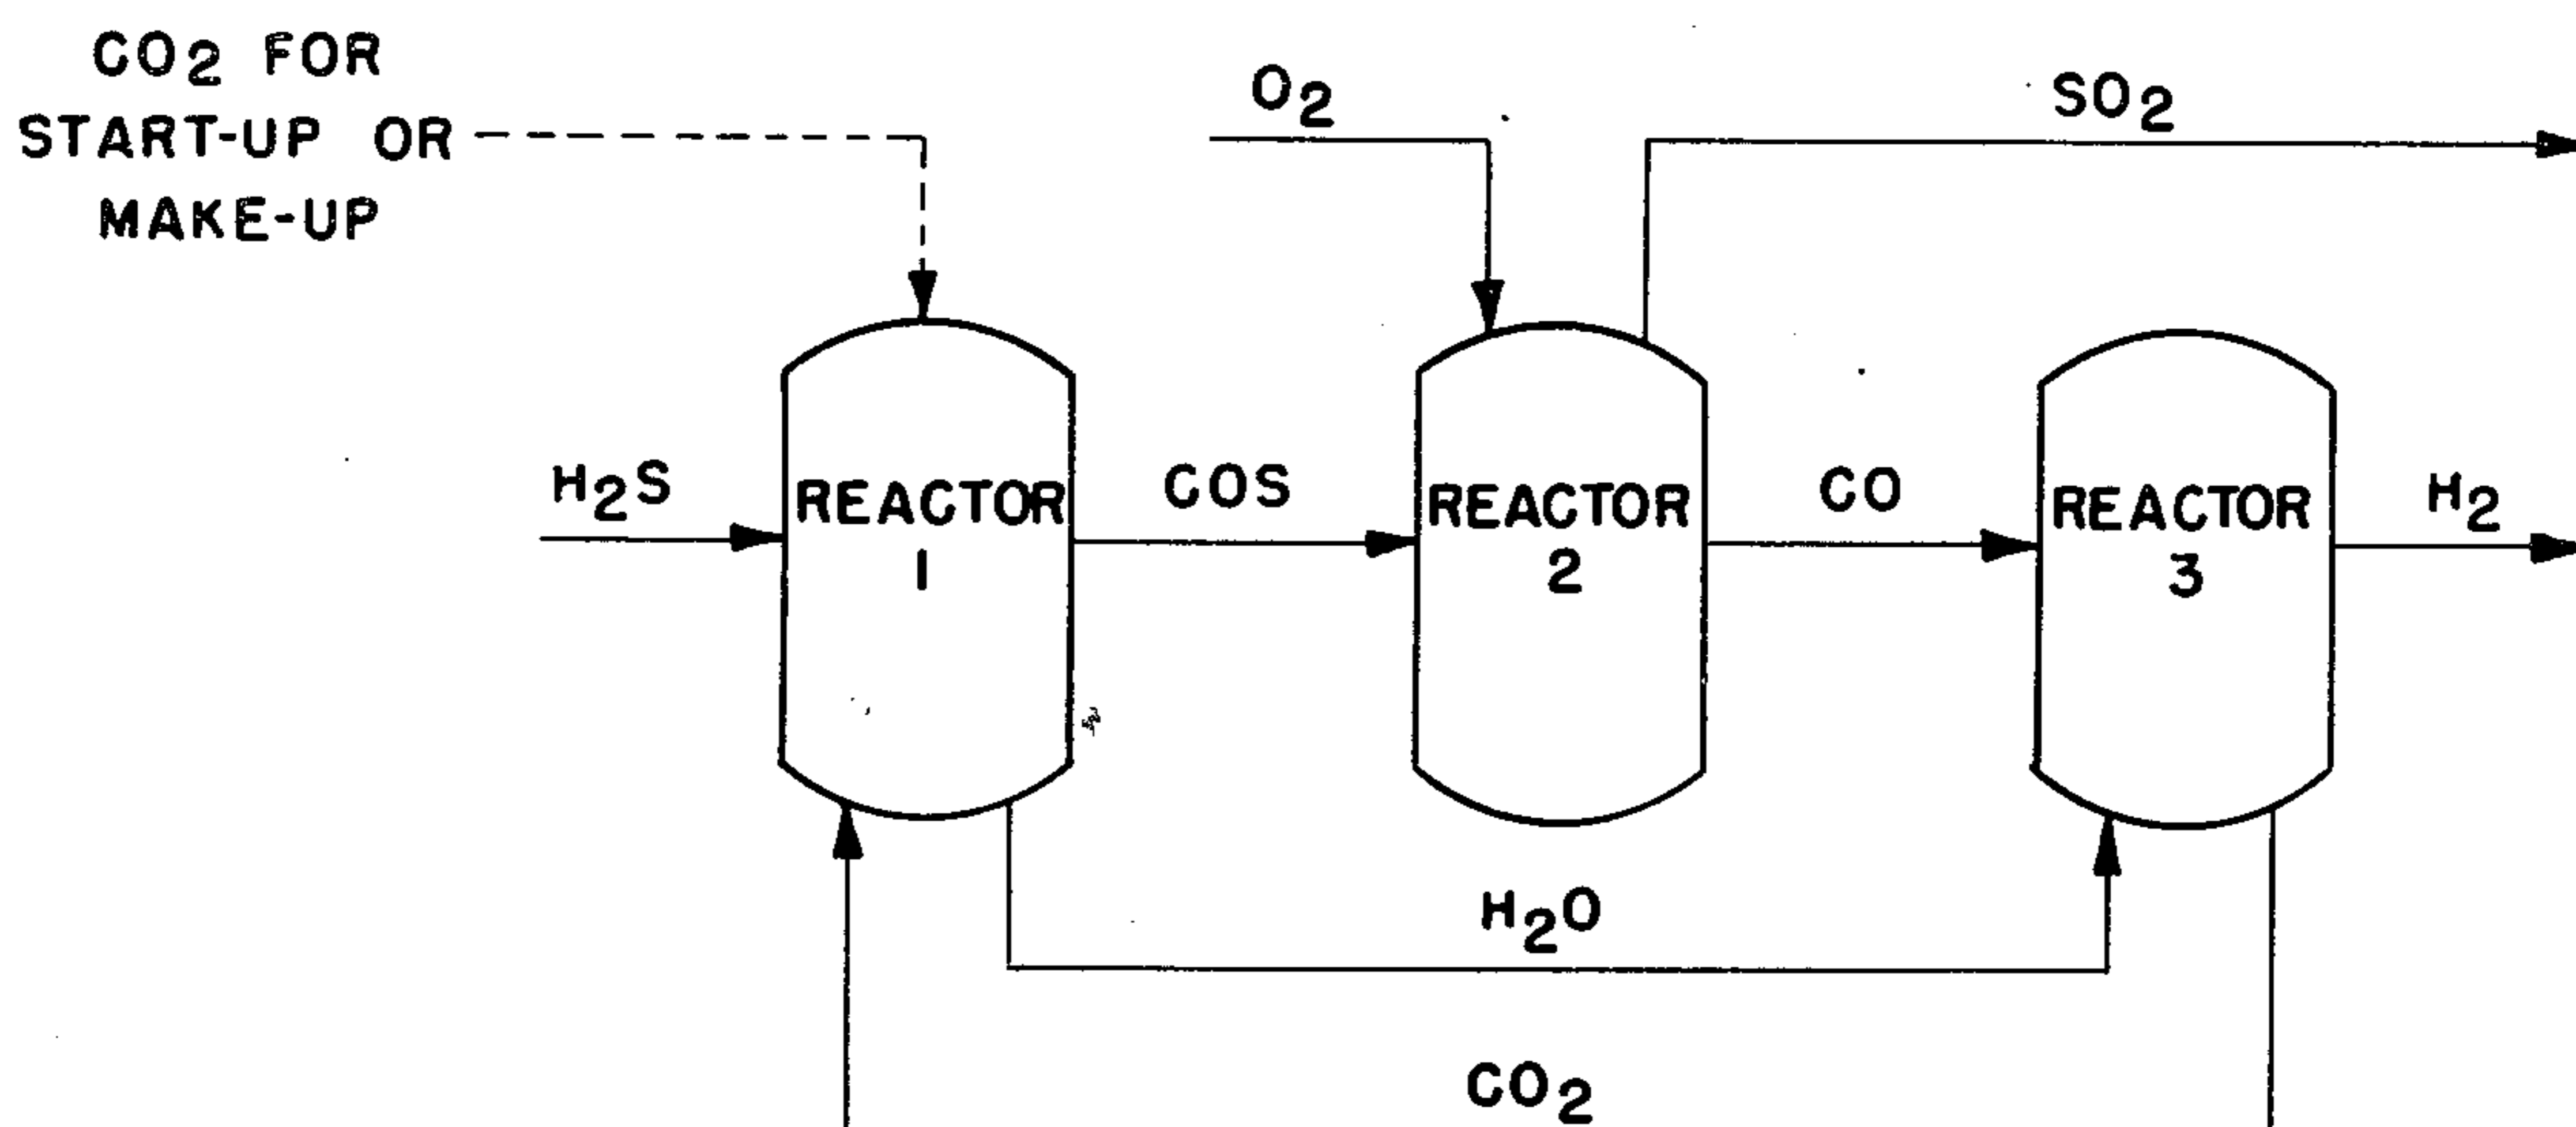 CO₂ FOR
START-UP OR
MAKE-UP
O₂
SO₂
H₂S
REACTOR
1
COS
REACTOR
2
CO
REACTOR
3
H₂
H₂O
CO₂